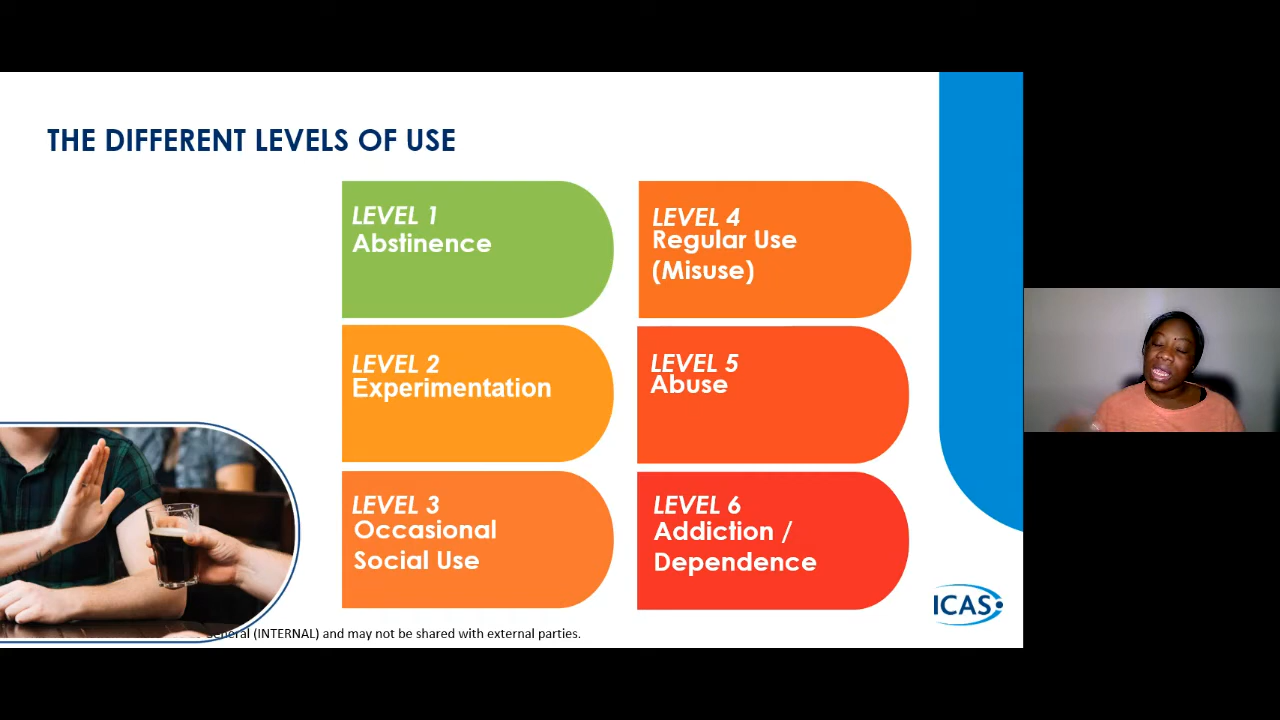 THE DIFFERENT LEVELS OF USE
LEVEL 1
Abstinence
LEVEL 2
Experimentation
LEVEL 3
Occasional
Social Use
LEVEL 4
Regular Use
(Misuse)
LEVEL 5
Abuse
LEVEL 6
Addiction /
Dependence
ICAS
(INTERNAL) and may not be shared with external parties.